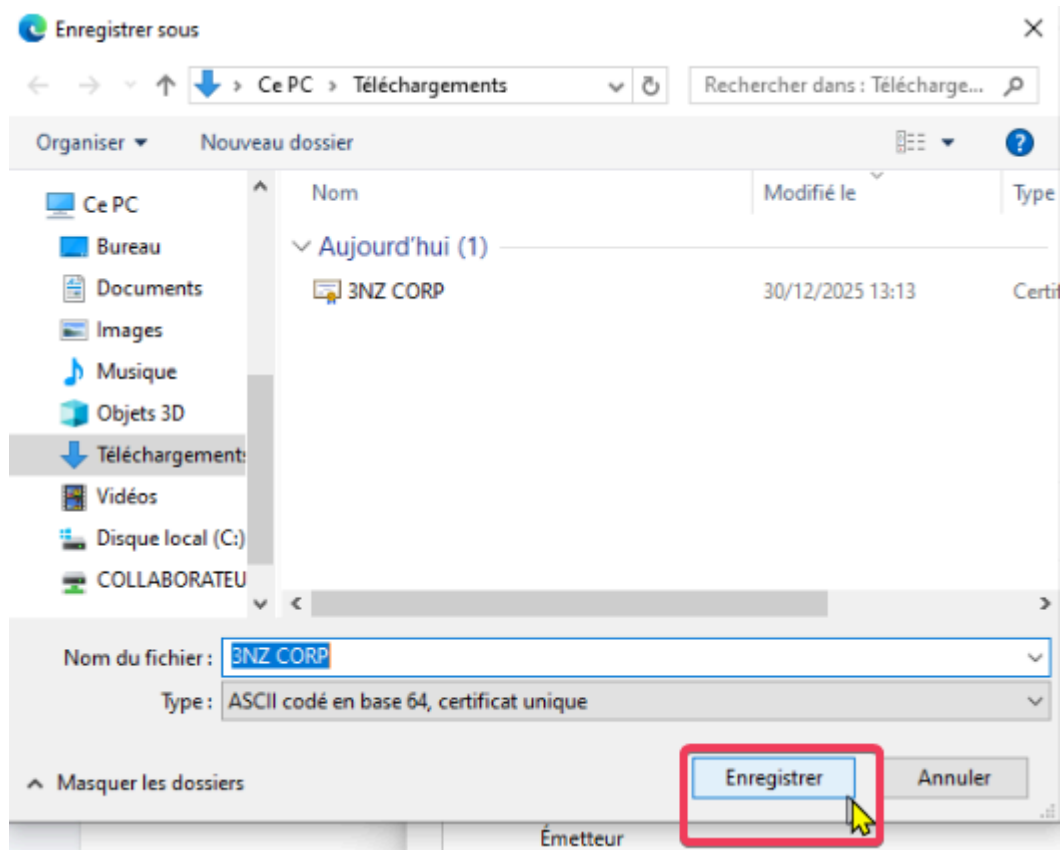 Enregistrer sous
Ce PC > Téléchargements
Rechercher dans : Télécharge...
Organiser
Nouveau dossier
Nom
Modifié le
Type
Ce PC
Bureau
Documents
Images
Musique
Objets 3D
Téléchargements
Vidéos
Disque local (C:)
COLLABORATEU
Aujourd'hui (1)
3NZ CORP
30/12/2025 13:13
Certif
Nom du fichier : 3NZ CORP
Type : ASCII codé en base 64, certificat unique
Masquer les dossiers
Enregistrer
Annuler
Émetteur